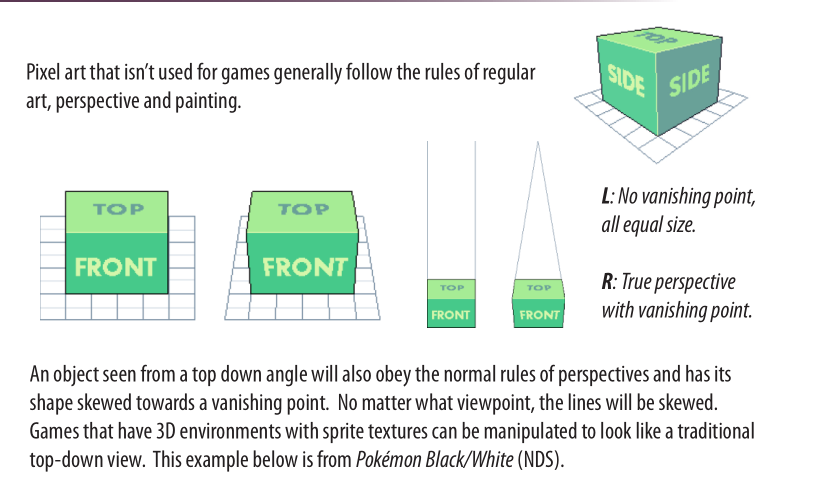 Pixel art that isn't used for games generally follow the rules of regular
art, perspective and painting.
TOP
SIDE SIDE
TOP
FRONT
TOP
FRONT
TOP
FRONT
TOP
FRONT
L: No vanishing point,
all equal size.
R: True perspective
with vanishing point.
An object seen from a top down angle will also obey the normal rules of perspectives and has its
shape skewed towards a vanishing point.  No matter what viewpoint, the lines will be skewed.
Games that have 3D environments with sprite textures can be manipulated to look like a traditional
top-down view.  This example below is from Pokémon Black/White (NDS).